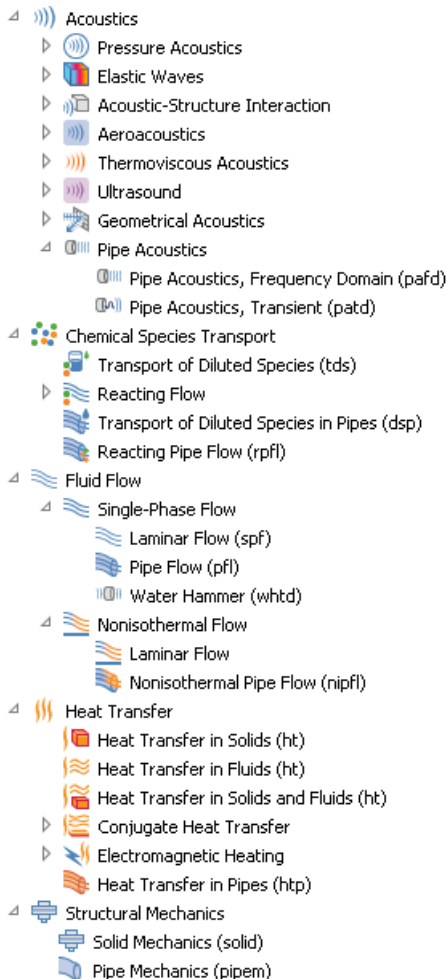 Acoustics
Pressure Acoustics
Elastic Waves
Acoustic-Structure Interaction
Aeroacoustics
Thermoviscous Acoustics
Ultrasound
Geometrical Acoustics
Pipe Acoustics
Pipe Acoustics, Frequency Domain (pafd)
Pipe Acoustics, Transient (patd)
Chemical Species Transport
Transport of Diluted Species (tds)
Reacting Flow
Transport of Diluted Species in Pipes (dsp)
Reacting Pipe Flow (rpfl)
Fluid Flow
Single-Phase Flow
Laminar Flow (spf)
Pipe Flow (pfl)
Water Hammer (whtd)
Nonisothermal Flow
Laminar Flow
Nonisothermal Pipe Flow (nipfl)
Heat Transfer
Heat Transfer in Solids (ht)
Heat Transfer in Fluids (ht)
Heat Transfer in Solids and Fluids (ht)
Conjugate Heat Transfer
Electromagnetic Heating
Heat Transfer in Pipes (htp)
Structural Mechanics
Solid Mechanics (solid)
Pipe Mechanics (pipem)